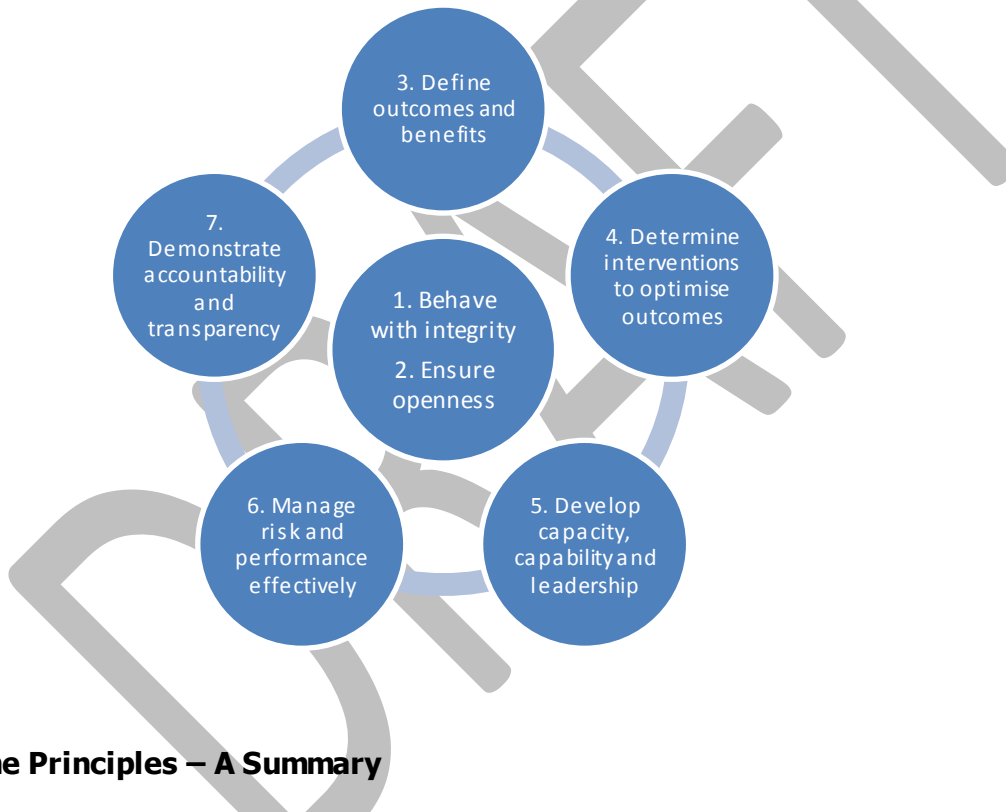 3. Define
outcomes and
benefits
7.
Demonstrate
accountability
and
transparency
4. Determine
interventions
to optimise
outcomes
1. Behave
with integrity
2. Ensure
openness
6. Manage
risk and
performance
effectively
5. Develop
capacity,
capability and
leadership
Principles – A Summary